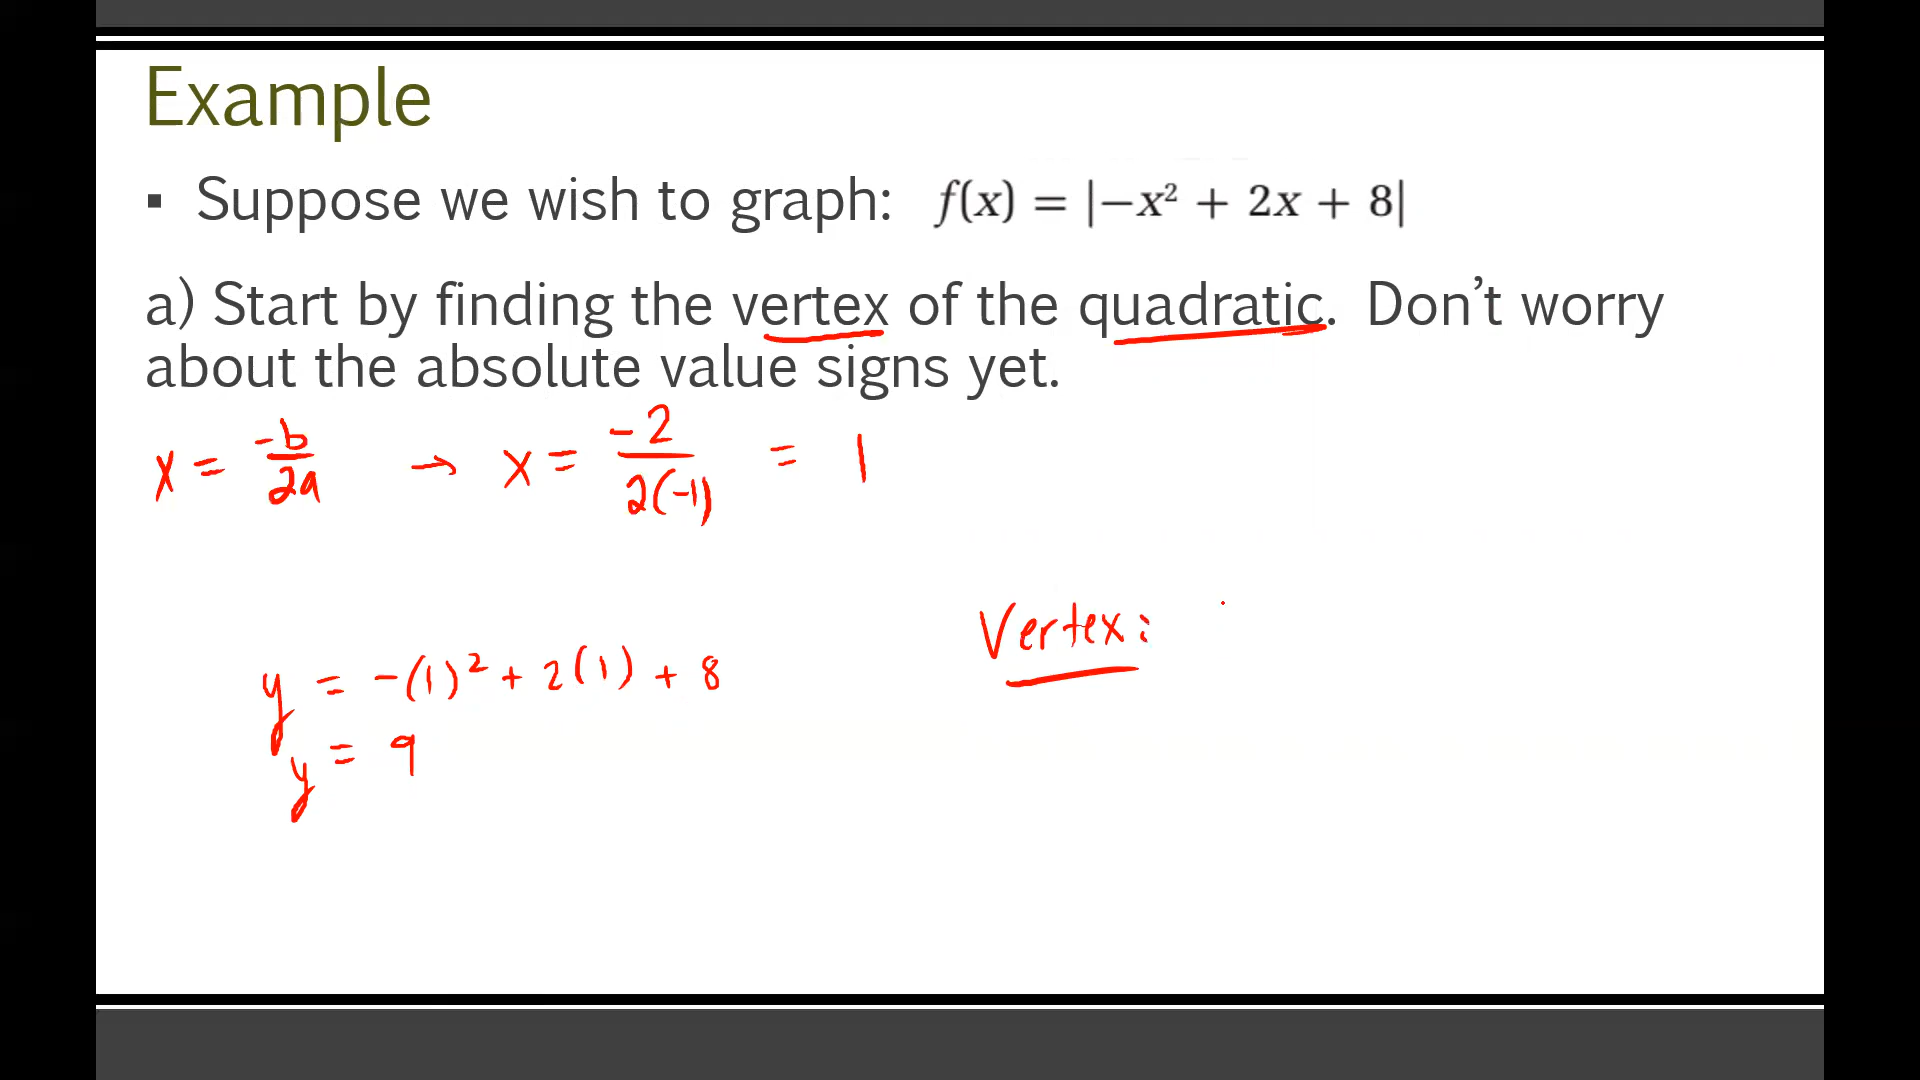 Example
▪ Suppose we wish to graph: f(x) = |−x² + 2x + 8|
a) Start by finding the vertex of the quadratic. Don’t worry
about the absolute value signs yet.
x = -b/2a → x = -2/2(-1) = 1
Vertex:
y = -(1)² + 2(1) + 8
y = 9